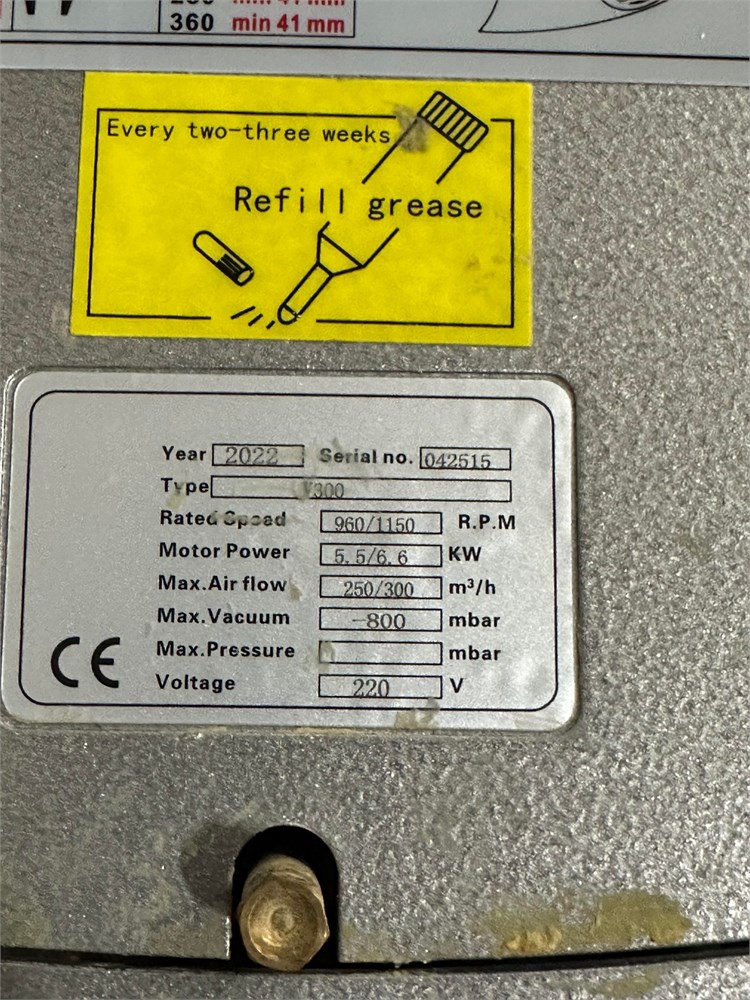 360 min 41 mm
Every two-three weeks
Refill grease
Year 2022 Serial no. 042515
Type V300
Rated Speed 960/1150 R.P.M
Motor Power 5.5/6.6 KW
Max.Air flow 250/300 m³/h
Max.Vacuum -800 mbar
Max.Pressure mbar
Voltage 220 V
CE